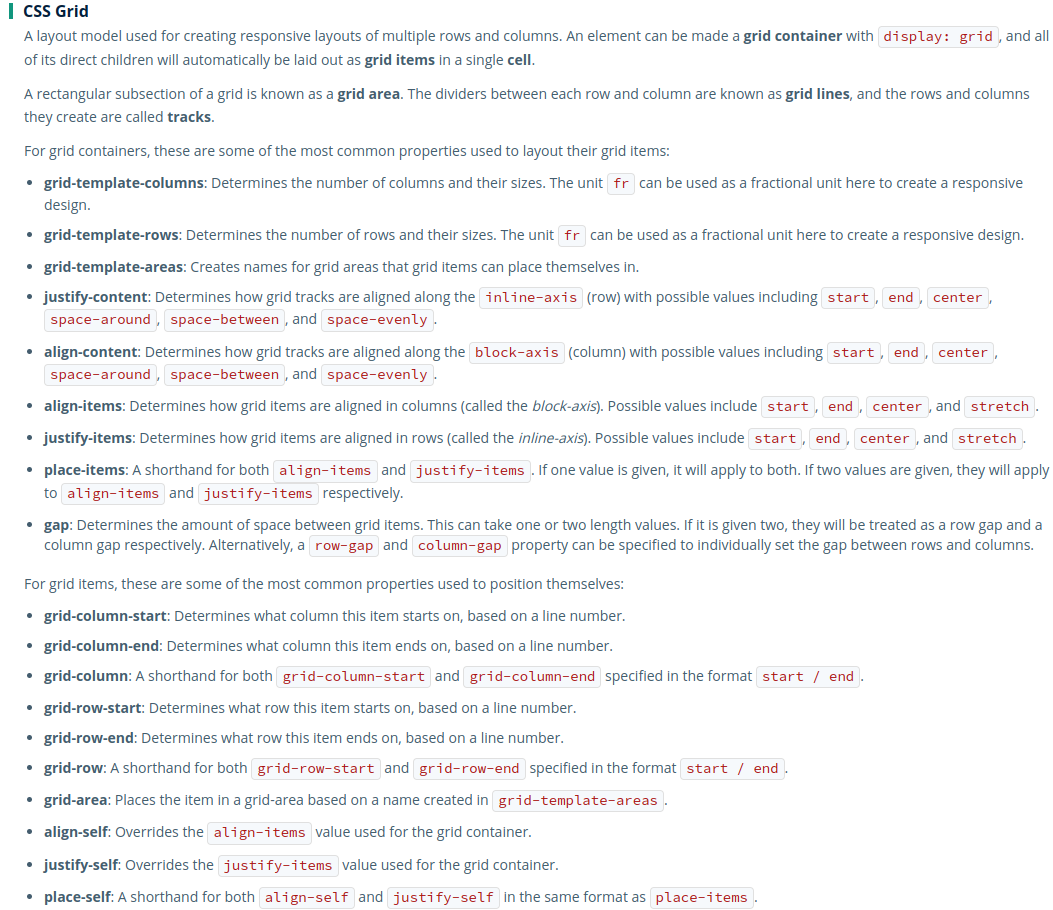 CSS Grid
A layout model used for creating responsive layouts of multiple rows and columns. An element can be made a grid container with display: grid, and all
of its direct children will automatically be laid out as grid items in a single cell.
A rectangular subsection of a grid is known as a grid area. The dividers between each row and column are known as grid lines, and the rows and columns
they create are called tracks.
For grid containers, these are some of the most common properties used to layout their grid items:
• grid-template-columns: Determines the number of columns and their sizes. The unit fr can be used as a fractional unit here to create a responsive
design.
• grid-template-rows: Determines the number of rows and their sizes. The unit fr can be used as a fractional unit here to create a responsive design.
• grid-template-areas: Creates names for grid areas that grid items can place themselves in.
• justify-content: Determines how grid tracks are aligned along the inline-axis (row) with possible values including start, end, center,
space-around, space-between, and space-evenly.
• align-content: Determines how grid tracks are aligned along the block-axis (column) with possible values including start, end, center,
space-around, space-between, and space-evenly.
• align-items: Determines how grid items are aligned in columns (called the block-axis). Possible values include start, end, center, and stretch.
• justify-items: Determines how grid items are aligned in rows (called the inline-axis). Possible values include start, end, center, and stretch.
• place-items: A shorthand for both align-items and justify-items. If one value is given, it will apply to both. If two values are given, they will apply
to align-items and justify-items respectively.
• gap: Determines the amount of space between grid items. This can take one or two length values. If it is given two, they will be treated as a row gap and a
column gap respectively. Alternatively, a row-gap and column-gap property can be specified to individually set the gap between rows and columns.
For grid items, these are some of the most common properties used to position themselves:
• grid-column-start: Determines what column this item starts on, based on a line number.
• grid-column-end: Determines what column this item ends on, based on a line number.
• grid-column: A shorthand for both grid-column-start and grid-column-end specified in the format start / end.
• grid-row-start: Determines what row this item starts on, based on a line number.
• grid-row-end: Determines what row this item ends on, based on a line number.
• grid-row: A shorthand for both grid-row-start and grid-row-end specified in the format start / end.
• grid-area: Places the item in a grid-area based on a name created in grid-template-areas.
• align-self: Overrides the align-items value used for the grid container.
• justify-self: Overrides the justify-items value used for the grid container.
• place-self: A shorthand for both align-self and justify-self in the same format as place-items.